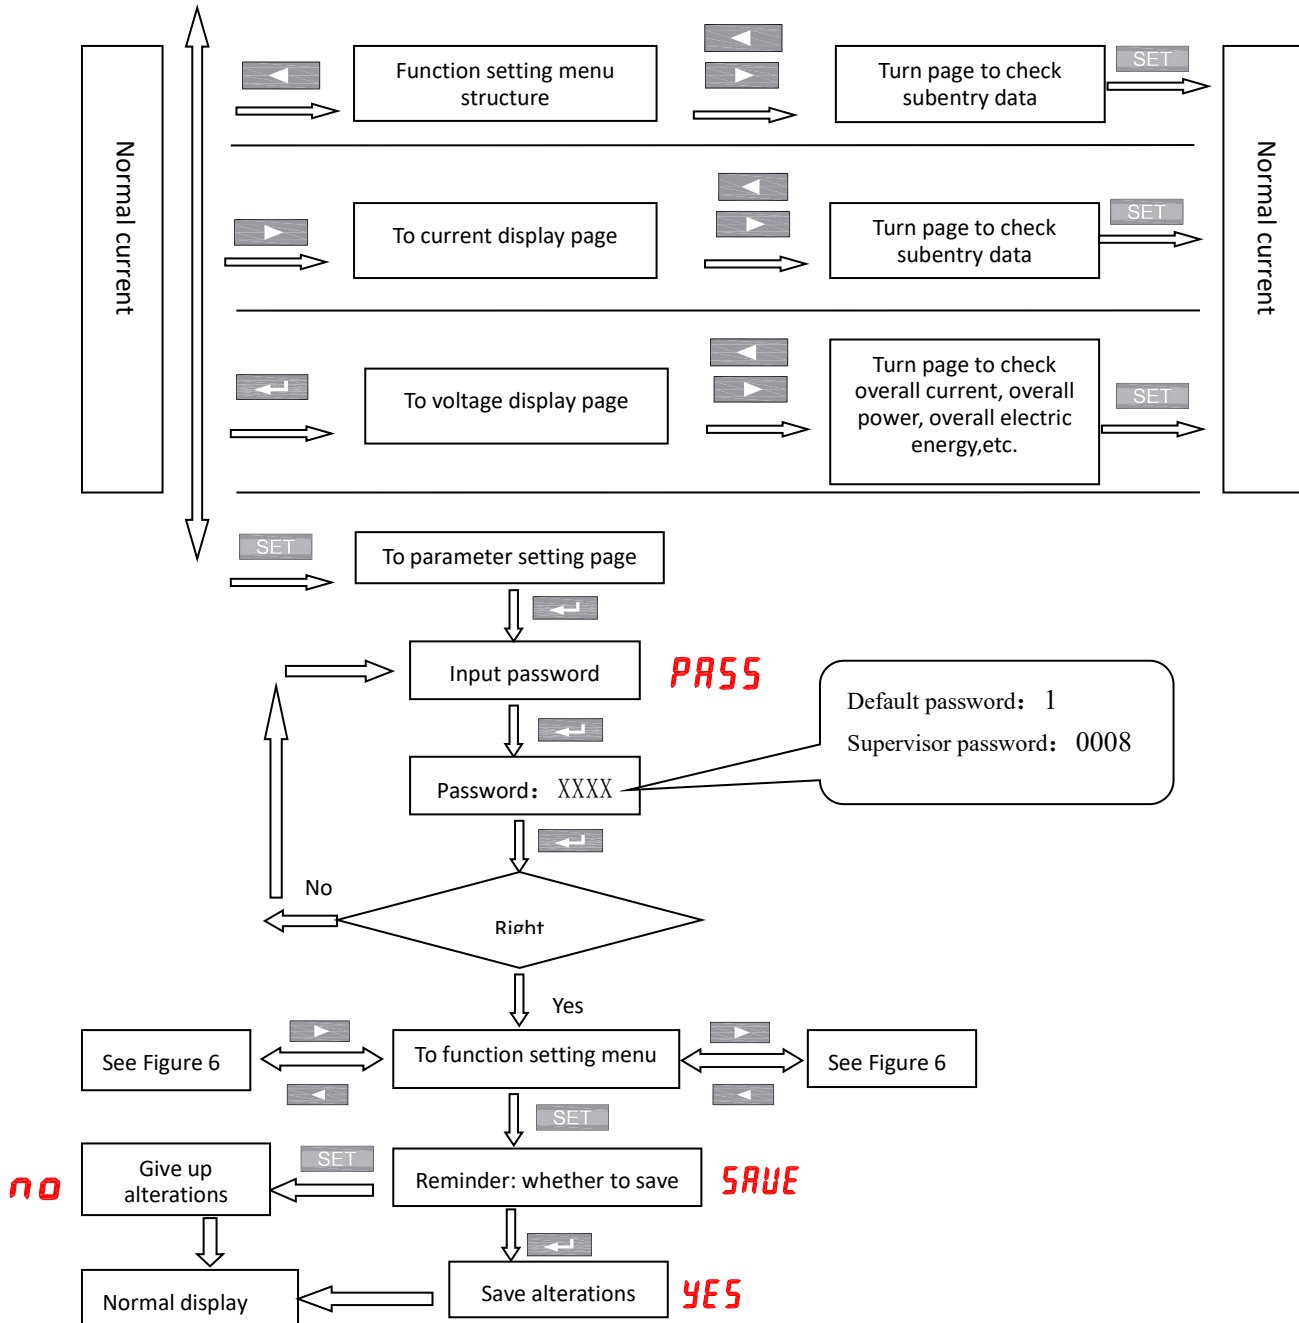 Normal current
Function setting menu
structure
Turn page to check
subentry data
SET
Normal current
To current display page
Turn page to check
subentry data
SET
To voltage display page
Turn page to check
overall current, overall
power, overall electric
energy,etc.
SET
SET
To parameter setting page
Input password
PASS
Default password： 1
Supervisor password： 0008
Password： XXXX
No
Right
Yes
See Figure 6
To function setting menu
See Figure 6
SET
SET
no
Give up
alterations
Reminder: whether to save
SAVE
Normal display
Save alterations
YES